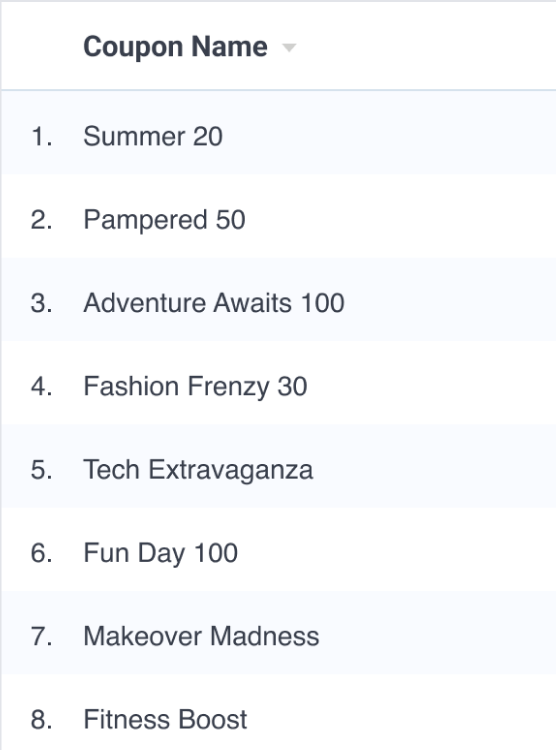 Coupon Name
1. Summer 20
2. Pampered 50
3. Adventure Awaits 100
4. Fashion Frenzy 30
5. Tech Extravaganza
6. Fun Day 100
7. Makeover Madness
8. Fitness Boost